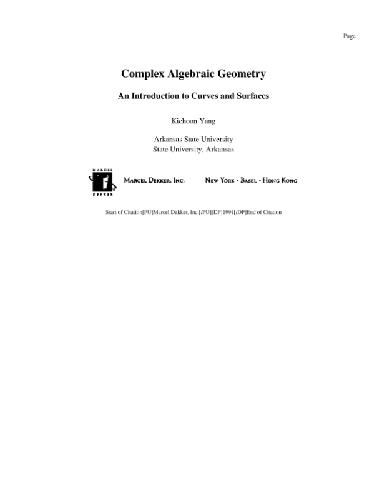 Page
Complex Algebraic Geometry
An Introduction to Curves and Surfaces
Kichoon Yang
Arkansas State University
State University, Arkansas
MARCEL
DEKKER
MARCEL DEKKER, INC.
NEW YORK · BASEL · HONG KONG
Start of Citation[PU]Marcel Dekker, Inc.[/PU][DP]1991[/DP]End of Citation